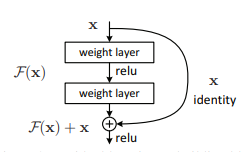 x
weight layer
relu
F(x)
x
identity
weight layer
F(x) + x
+
relu